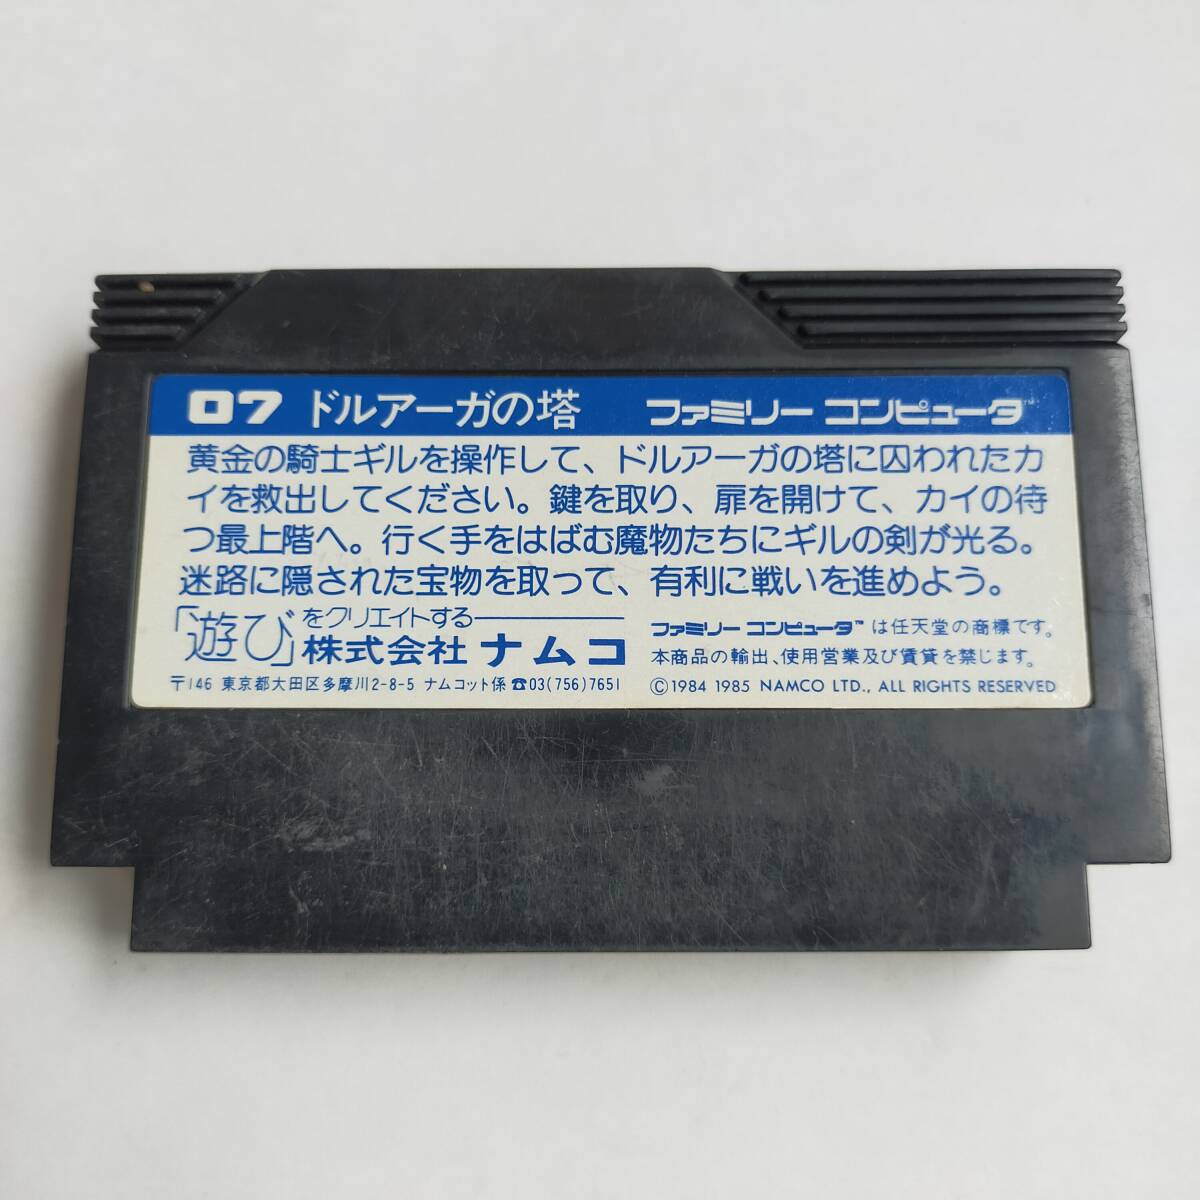 07 ドルアーガの塔 ファミリー コンピュータ™
黄金の騎士ギルを操作して、ドルアーガの塔に囚われたカ
イを救出してください。鍵を取り、扉を開けて、カイの待
つ最上階へ。行く手をはばむ魔物たちにギルの剣が光る。
迷路に隠された宝物を取って、有利に戦いを進めよう。
「遊び」をクリエイトする
株式会社 ナムコ
〒146 東京都大田区多摩川2-8-5 ナムコット係☎03(756)7651
ファミリー コンピュータ™は任天堂の商標です。
本商品の輸出、使用営業及び賃貸を禁じます。
©1984 1985 NAMCO LTD., ALL RIGHTS RESERVED